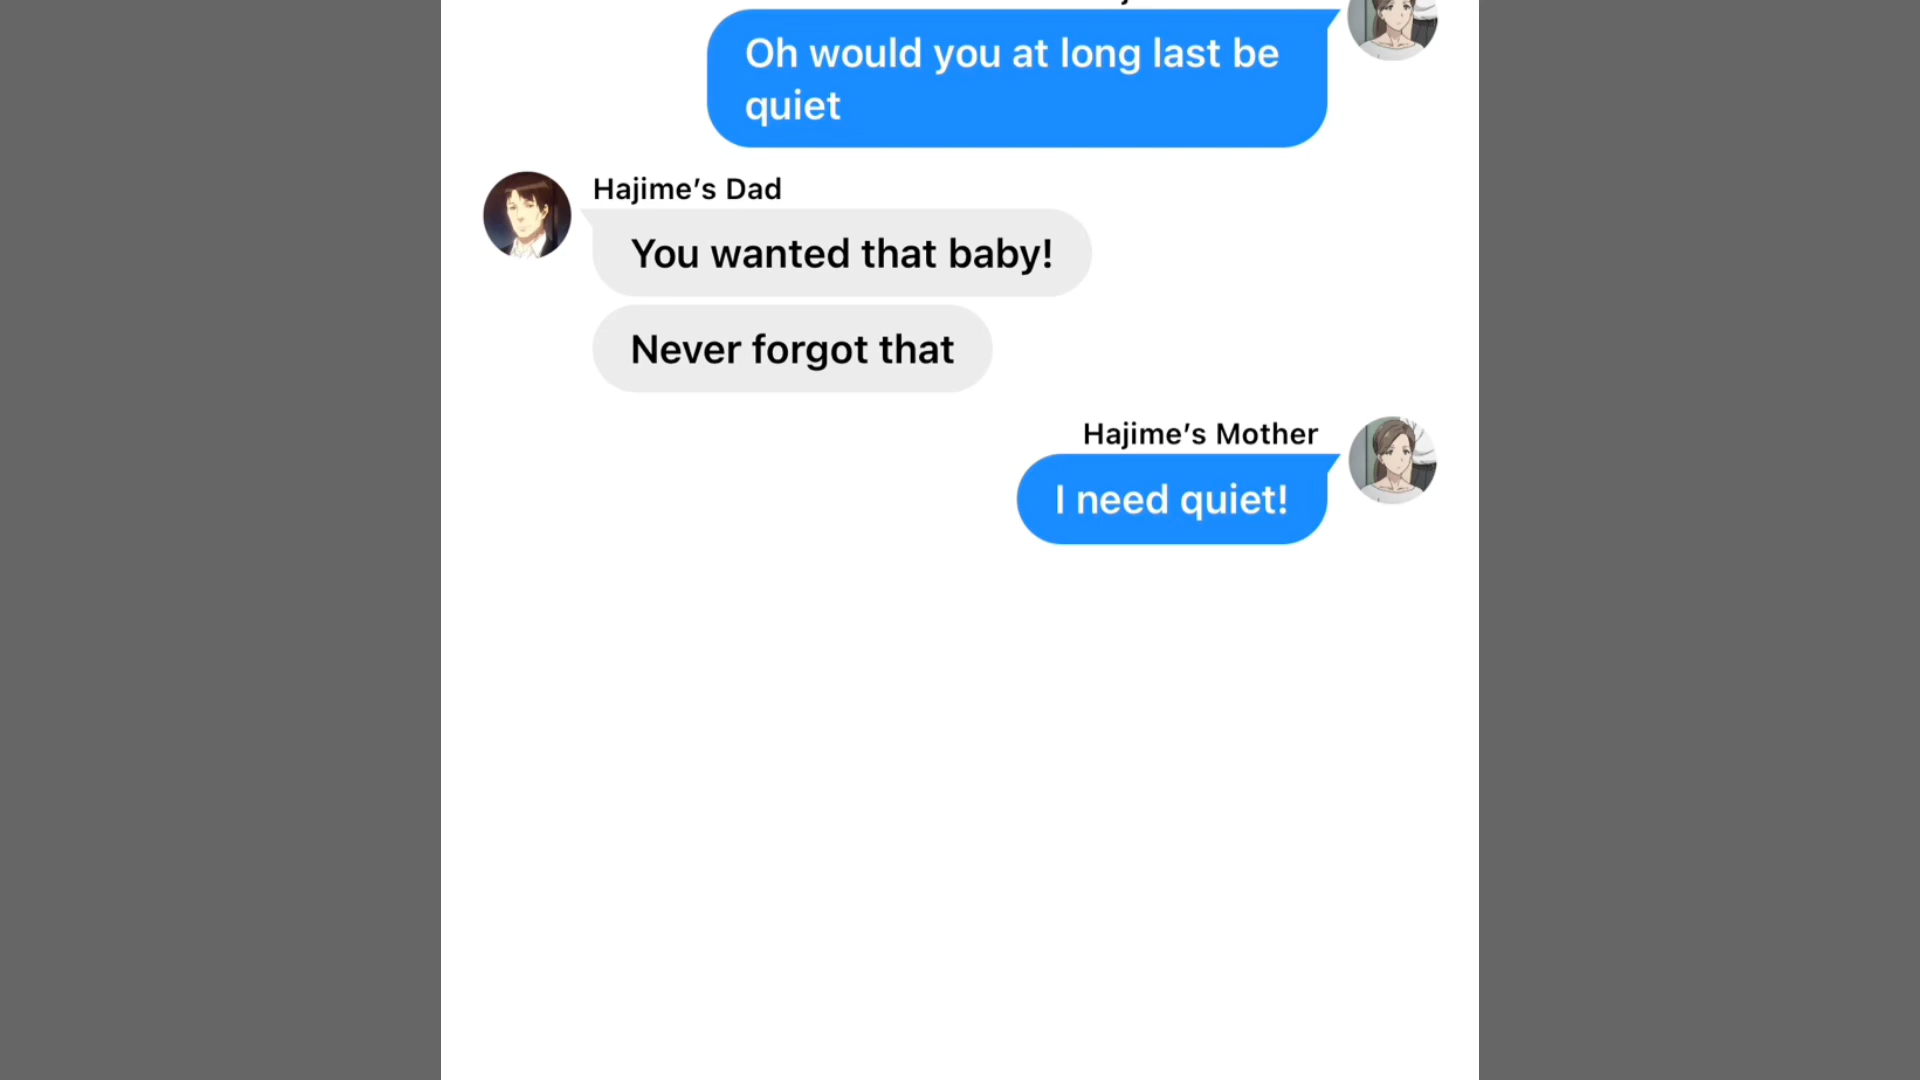 Oh would you at long last be
quiet
Hajime’s Dad
You wanted that baby!
Never forgot that
Hajime’s Mother
I need quiet!